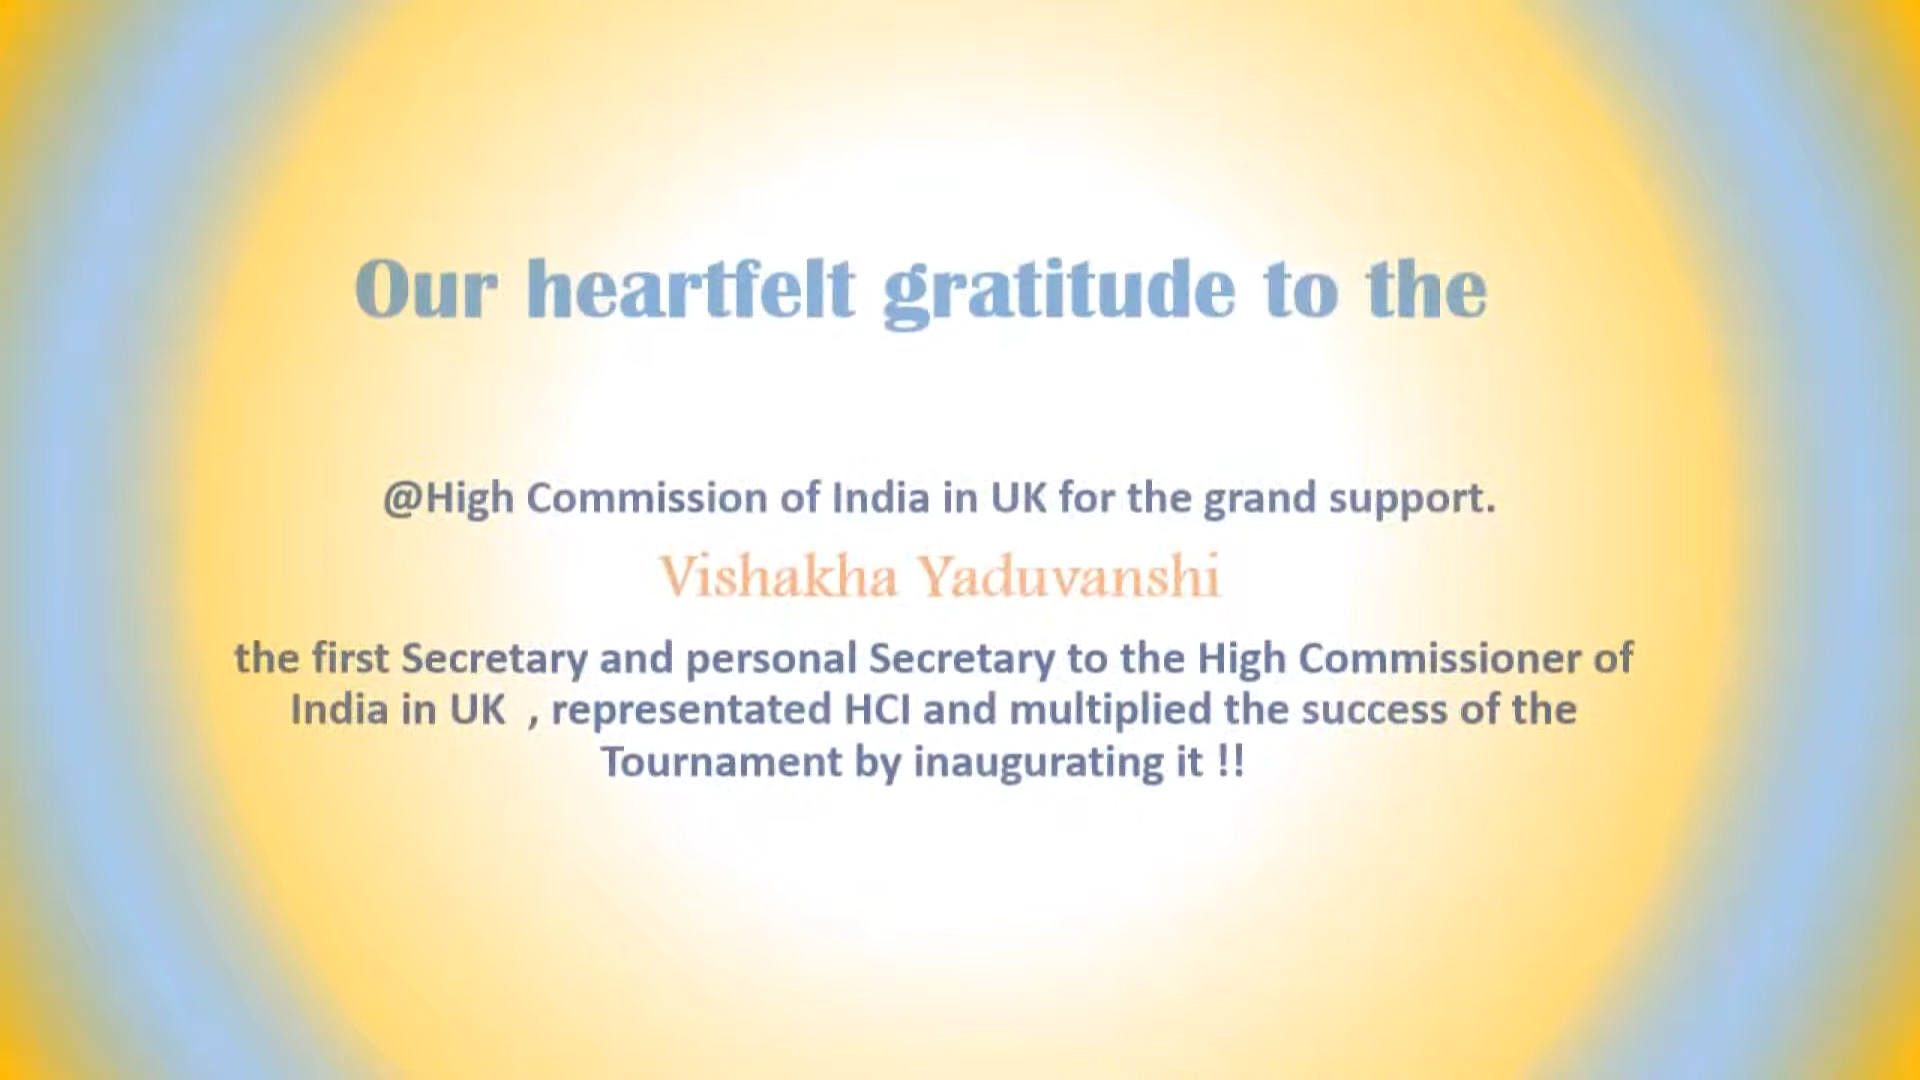 Our heartfelt gratitude to the
@High Commission of India in UK for the grand support.
Vishakha Yaduvanshi
the first Secretary and personal Secretary to the High Commissioner of
India in UK  , representated HCI and multiplied the success of the
Tournament by inaugurating it !!